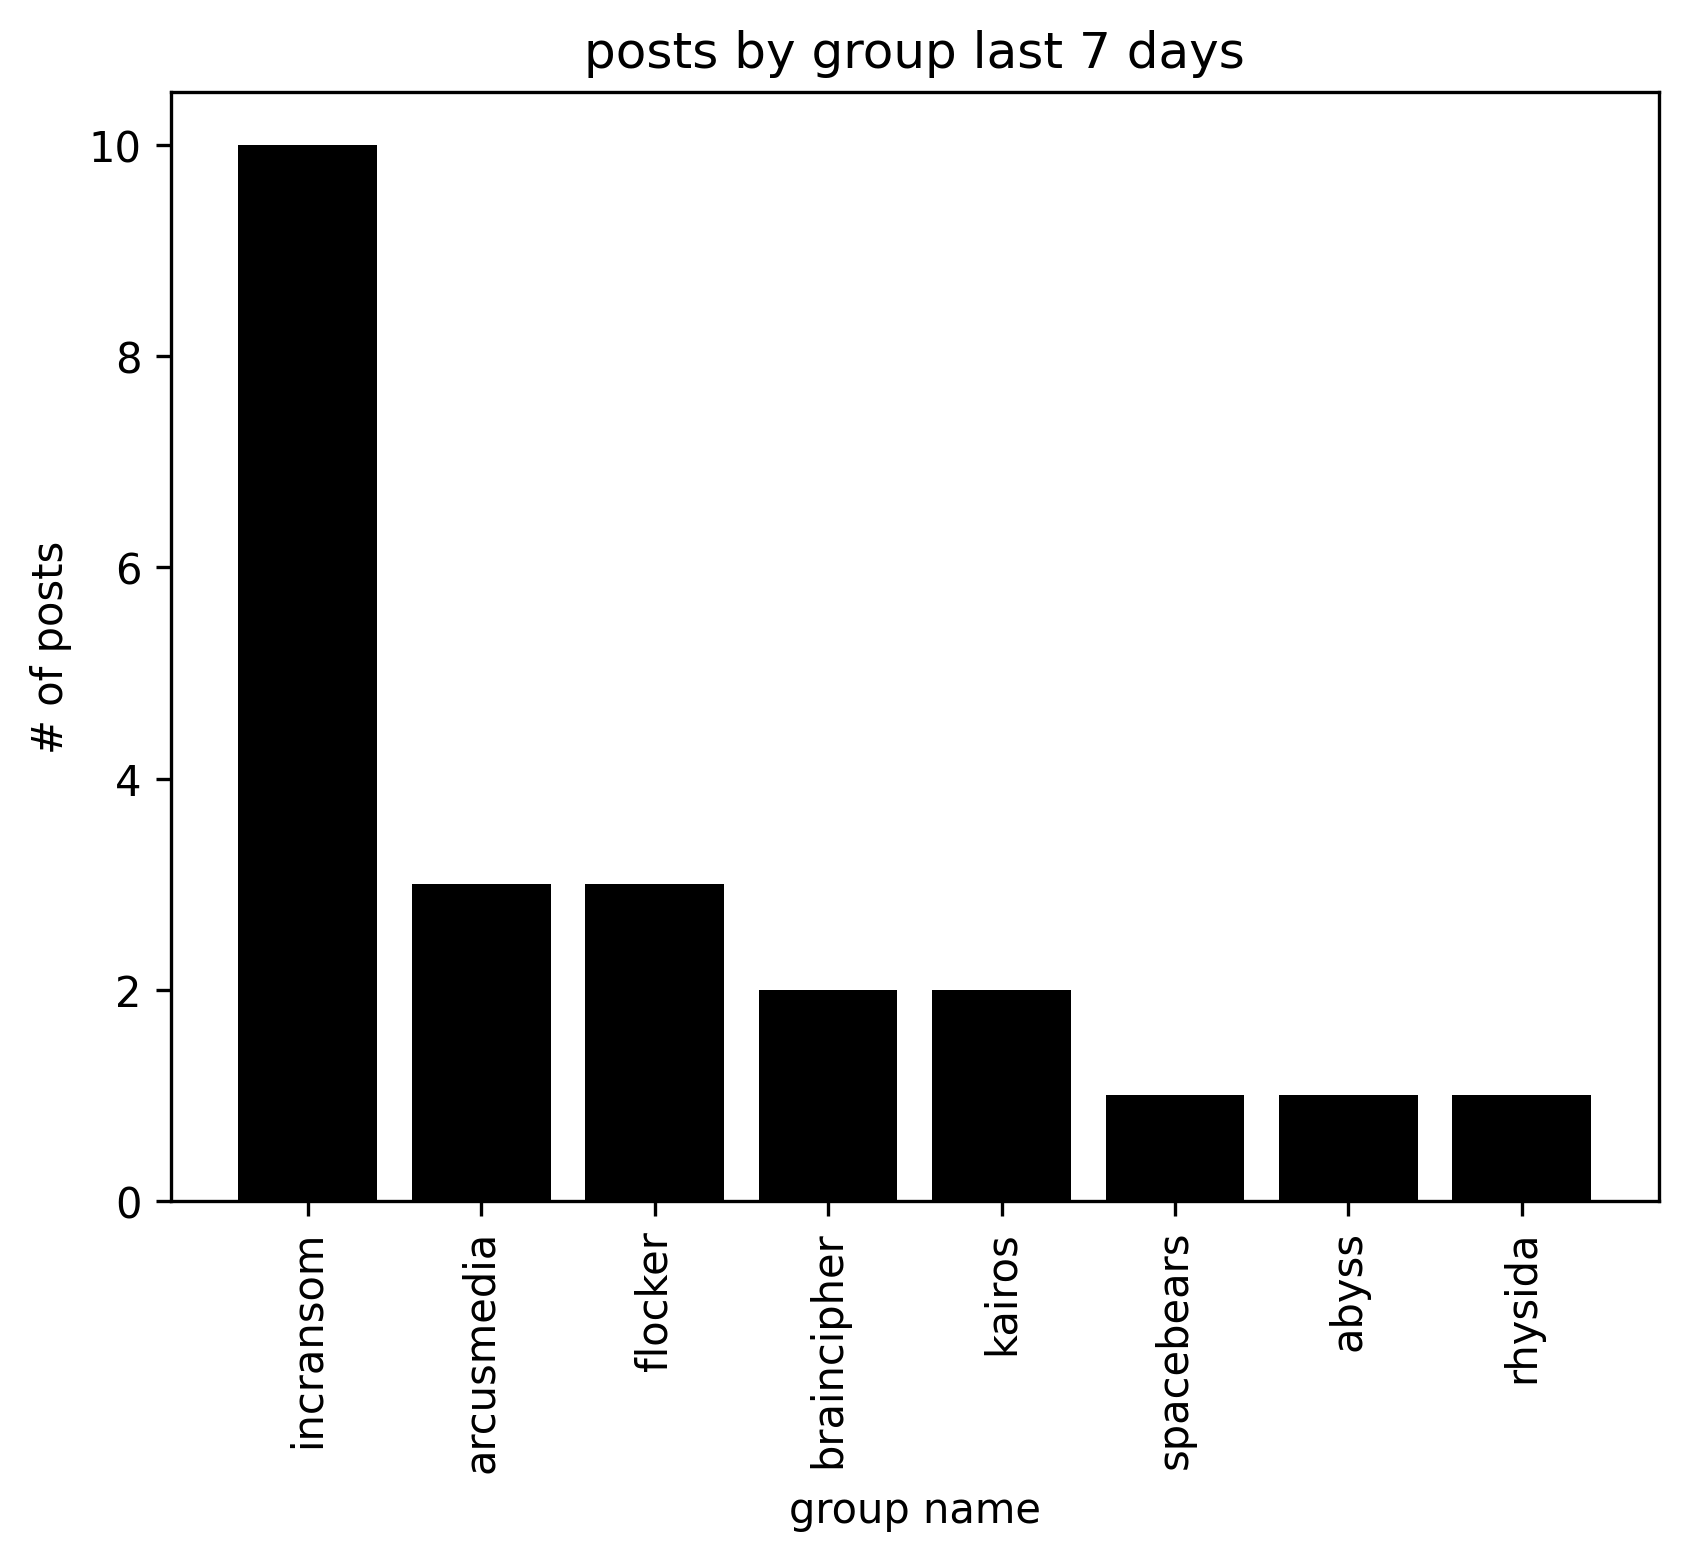 posts by group last 7 days
# of posts
10
8
6
4
2
0
incransom
arcusmedia
flocker
braincipher
kairos
spacebears
abyss
rhysida
group name